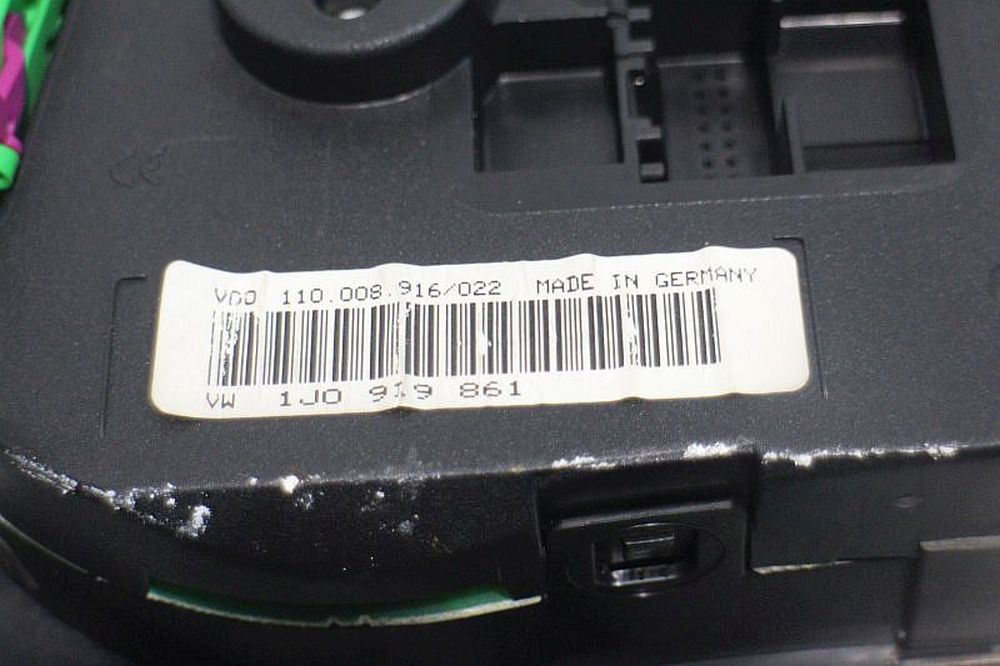 VDO 110.008.916/022 MADE IN GERMANY
VW 1J0 919 861